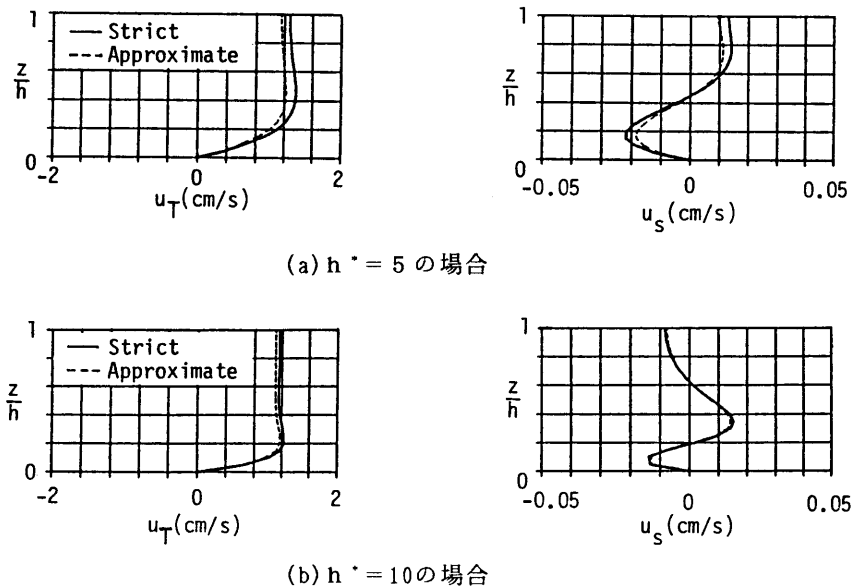 1
Strict
Approximate
z/h
0
-2 0 2
u_T(cm/s)
1
z/h
0
-0.05 0 0.05
u_s(cm/s)
(a) h * = 5 の場合
1
Strict
Approximate
z/h
0
-2 0 2
u_T(cm/s)
1
z/h
0
-0.05 0 0.05
u_s(cm/s)
(b) h * = 10の場合